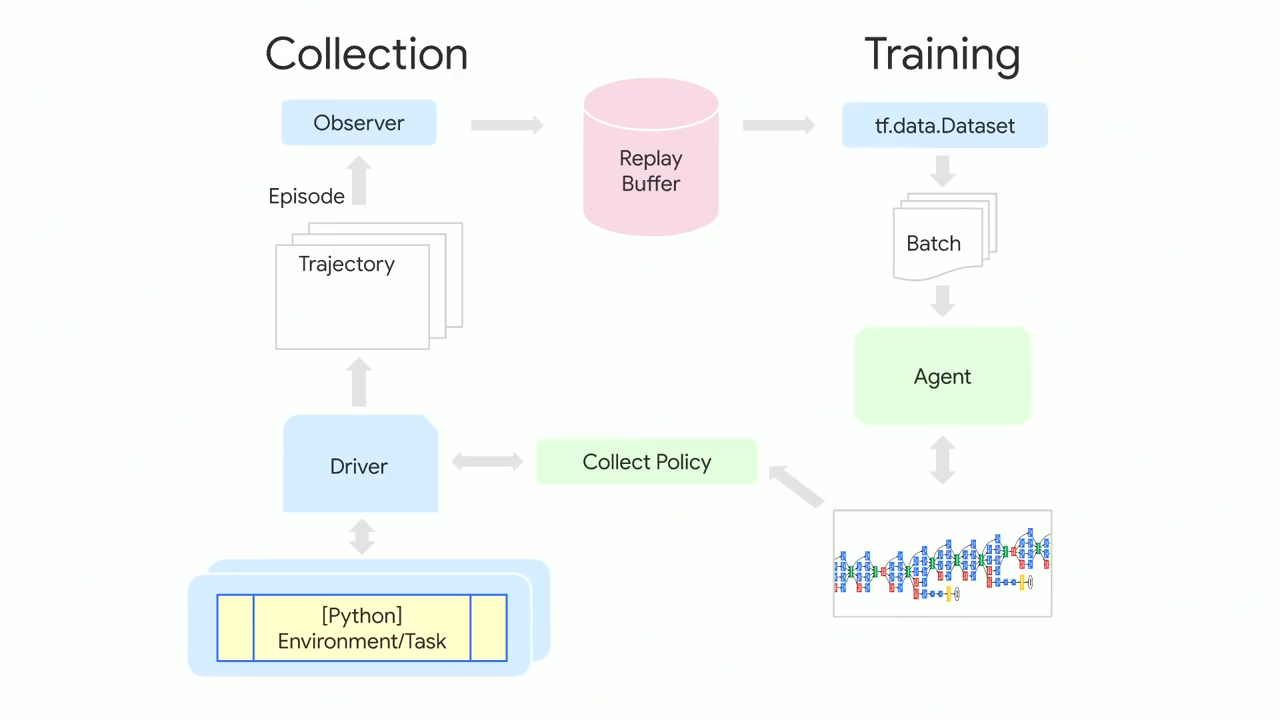 Collection
Training
Observer
Replay
Buffer
tf.data.Dataset
Episode
Trajectory
Batch
Agent
Driver
Collect Policy
[Python]
Environment/Task